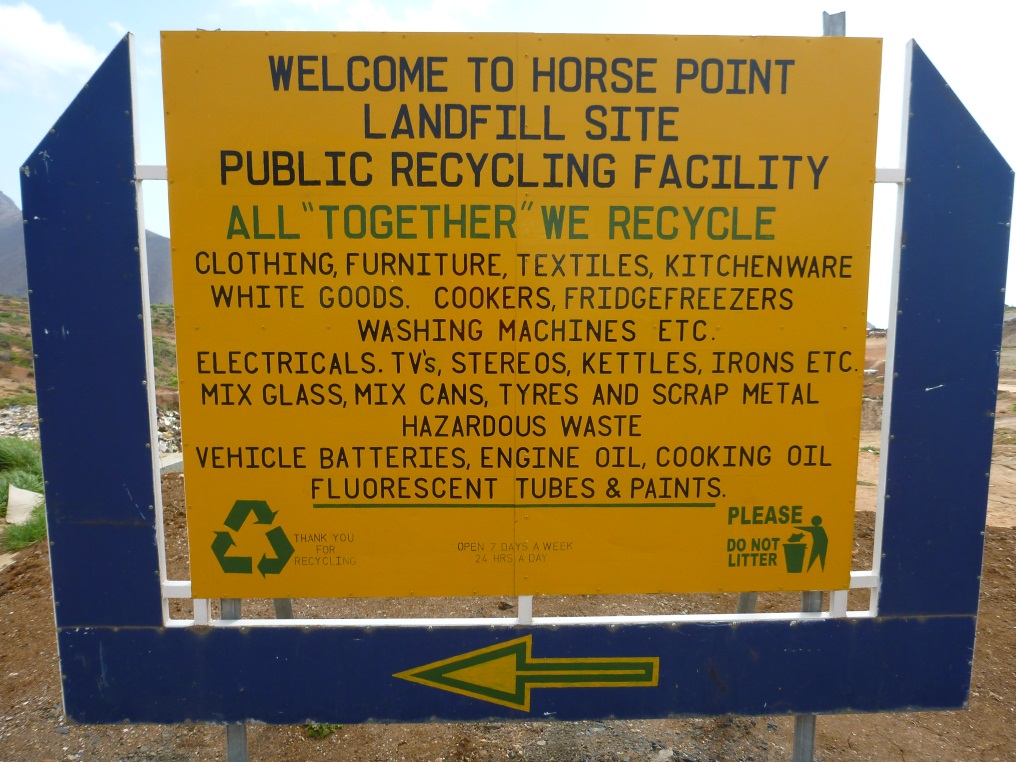 WELCOME TO HORSE POINT
LANDFILL SITE
PUBLIC RECYCLING FACILITY
ALL "TOGETHER" WE RECYCLE
CLOTHING, FURNITURE, TEXTILES, KITCHENWARE
WHITE GOODS. COOKERS, FRIDGEFREEZERS
WASHING MACHINES ETC.
ELECTRICALS. TV's, STEREOS, KETTLES, IRONS ETC.
MIX GLASS, MIX CANS, TYRES AND SCRAP METAL
HAZARDOUS WASTE
VEHICLE BATTERIES, ENGINE OIL, COOKING OIL
FLUORESCENT TUBES & PAINTS.
THANK YOU
FOR
RECYCLING
OPEN 7 DAYS A WEEK
24 HRS A DAY
PLEASE
DO NOT
LITTER